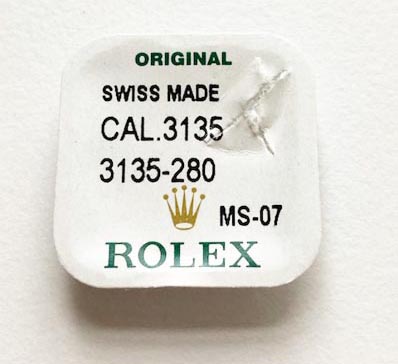 ORIGINAL
SWISS MADE
CAL.3135
3135-280
MS-07
ROLEX